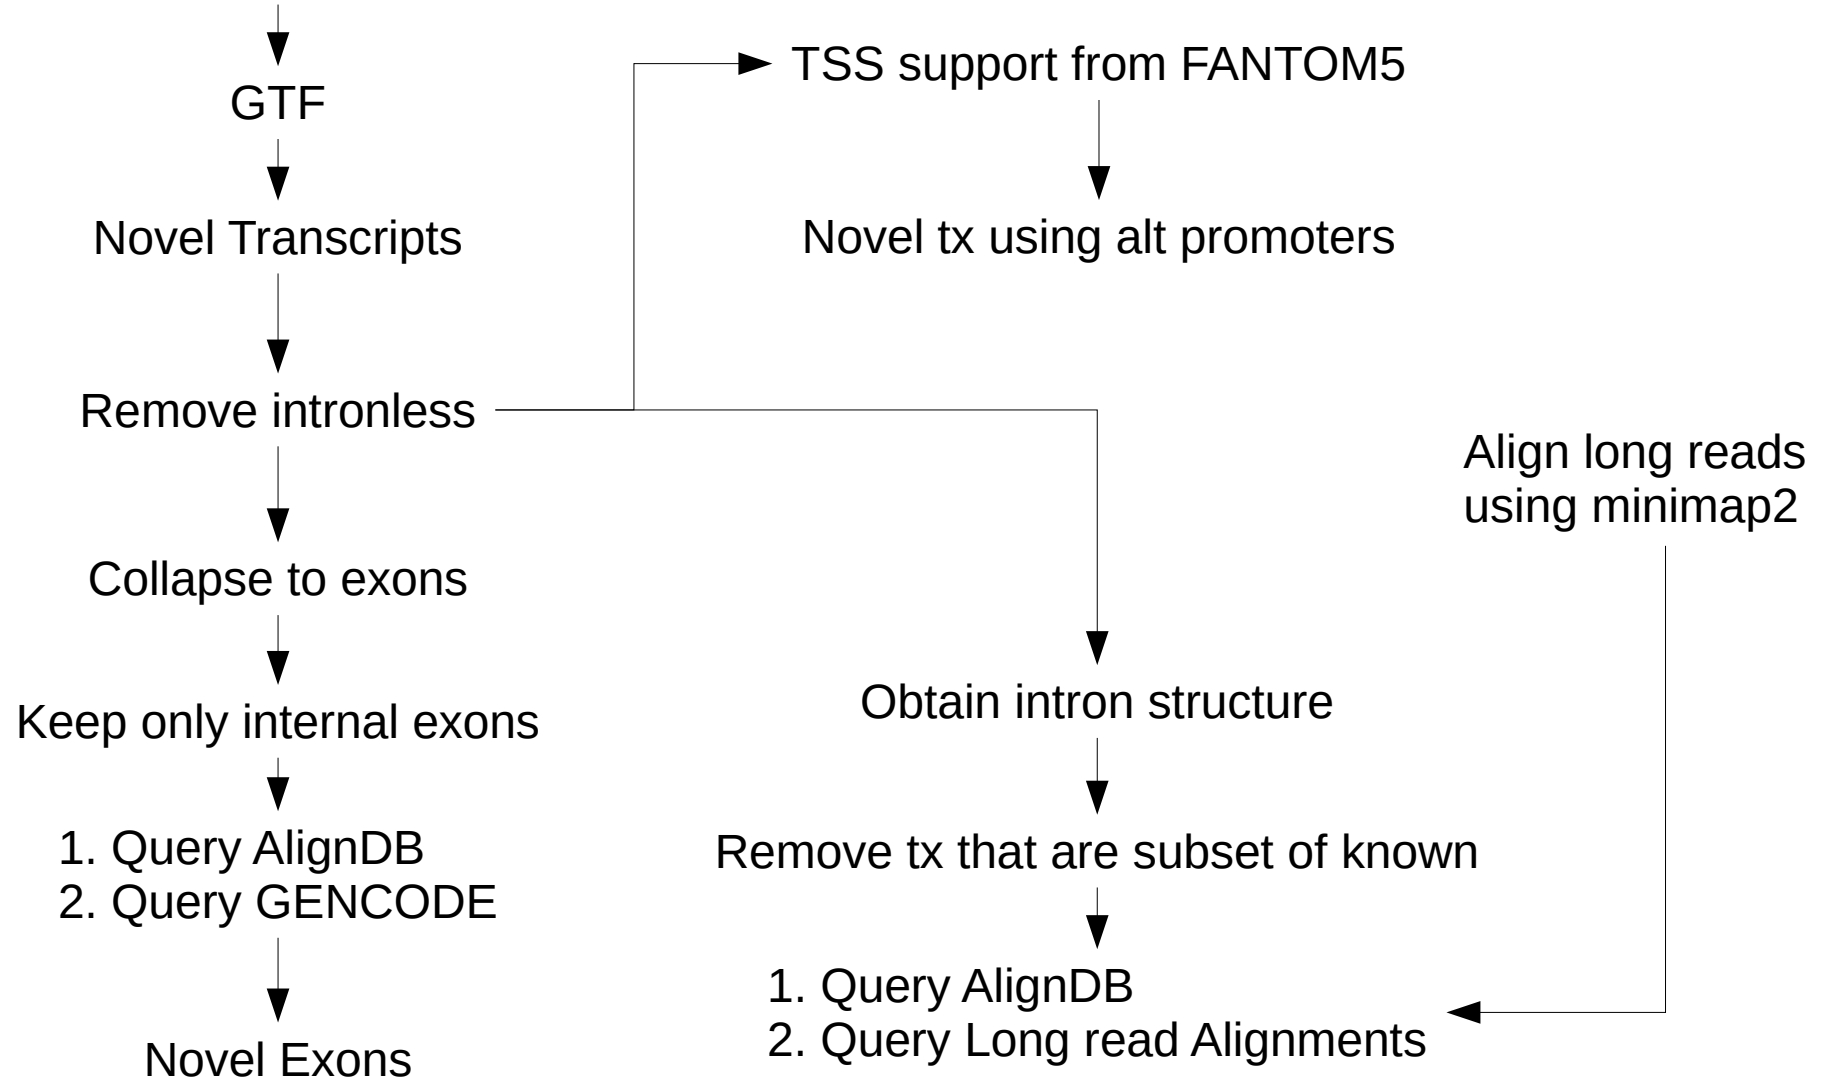 GTF
Novel Transcripts
Remove intronless
Collapse to exons
Keep only internal exons
1. Query AlignDB
2. Query GENCODE
Novel Exons
TSS support from FANTOM5
Novel tx using alt promoters
Obtain intron structure
Remove tx that are subset of known
1. Query AlignDB
2. Query Long read Alignments
Align long reads
using minimap2